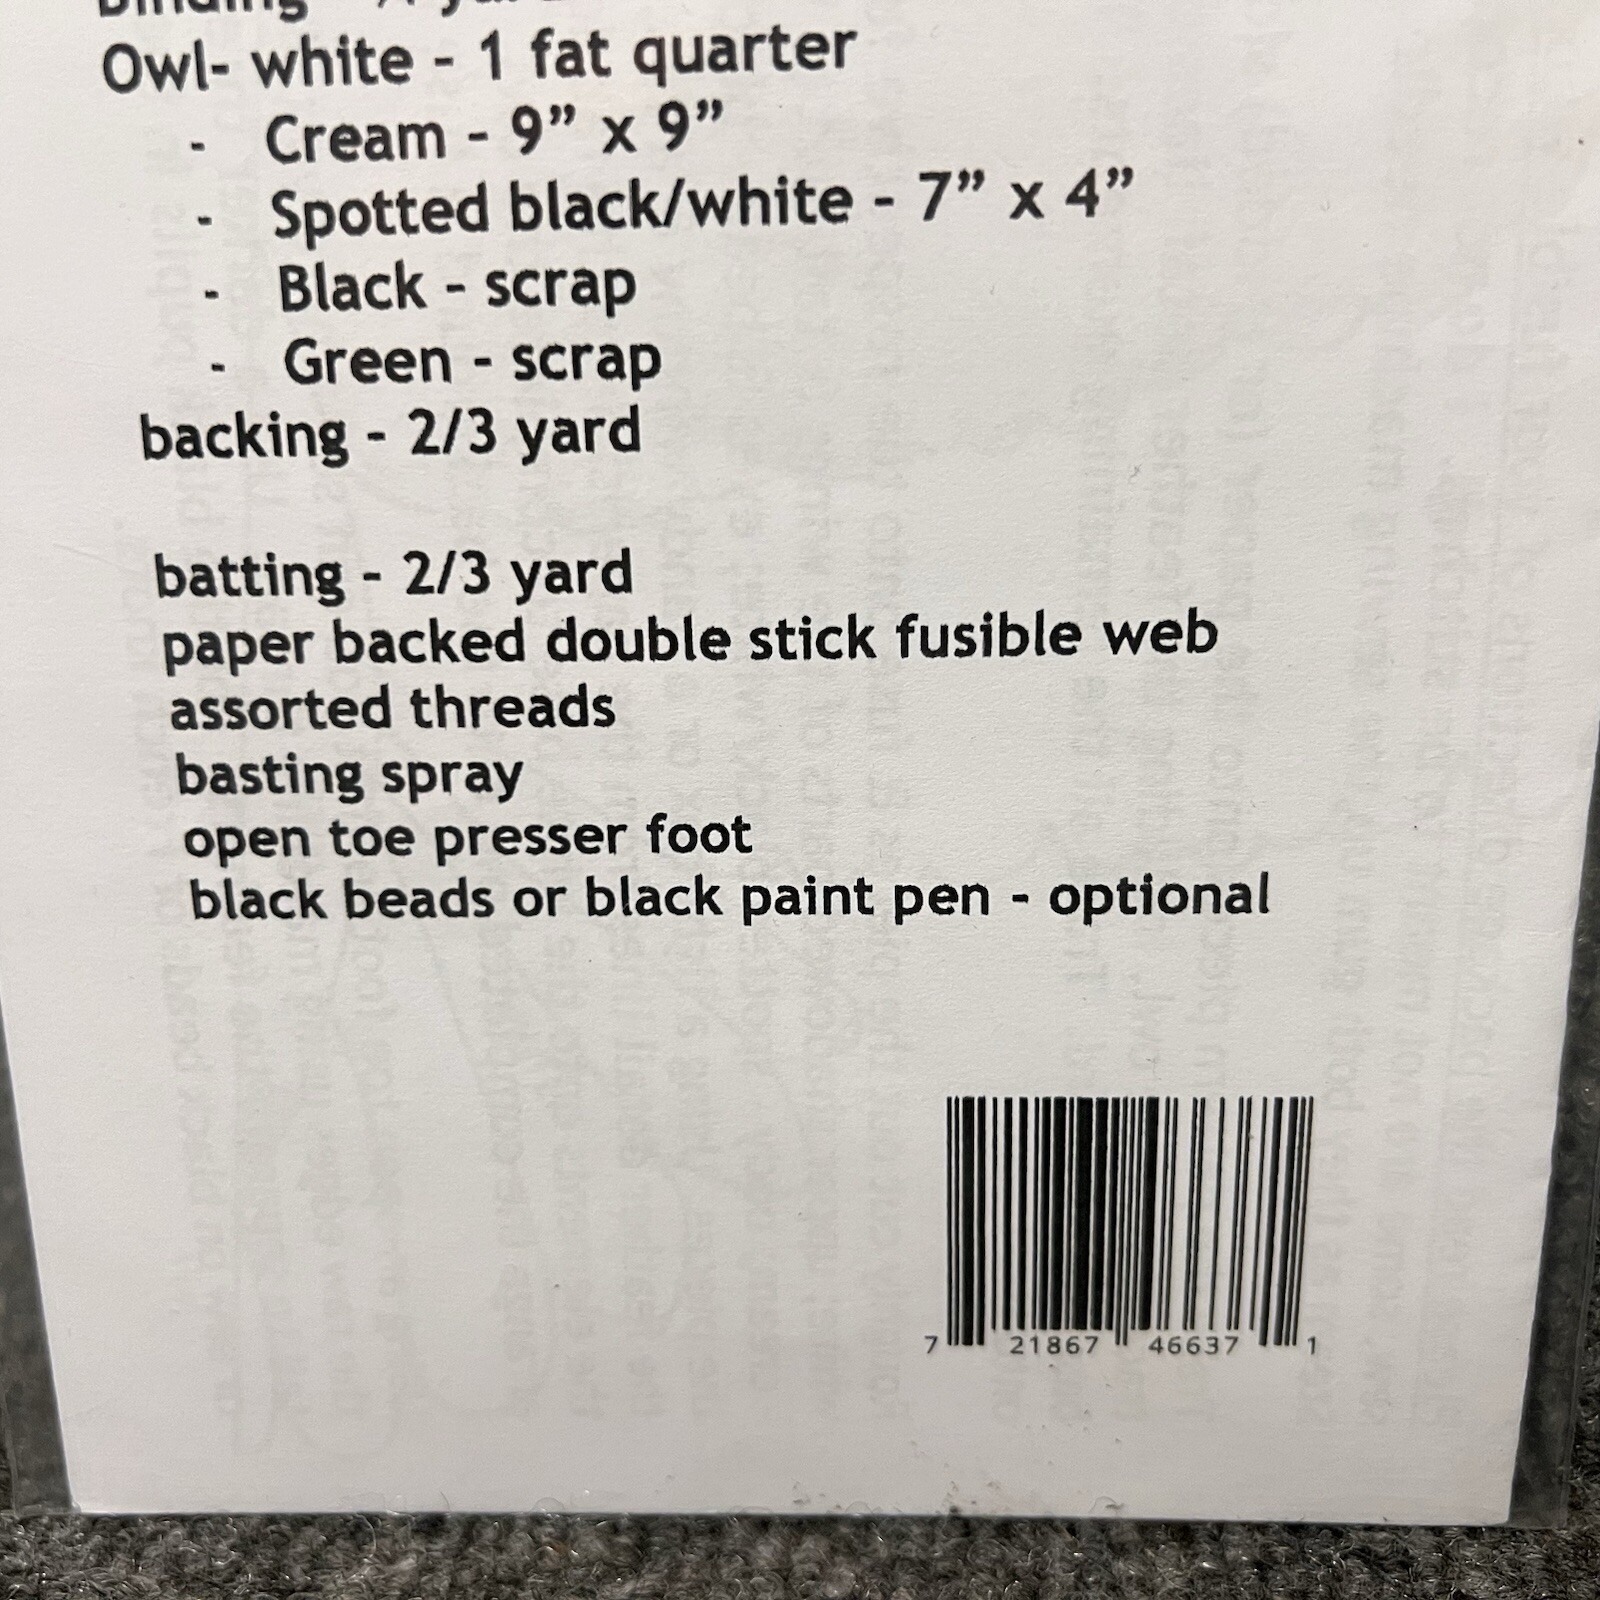 Binding -
Owl- white - 1 fat quarter
- Cream - 9” x 9”
- Spotted black/white - 7” x 4”
- Black - scrap
- Green - scrap
backing - 2/3 yard
batting - 2/3 yard
paper backed double stick fusible web
assorted threads
basting spray
open toe presser foot
black beads or black paint pen - optional
7 21867 46637 1